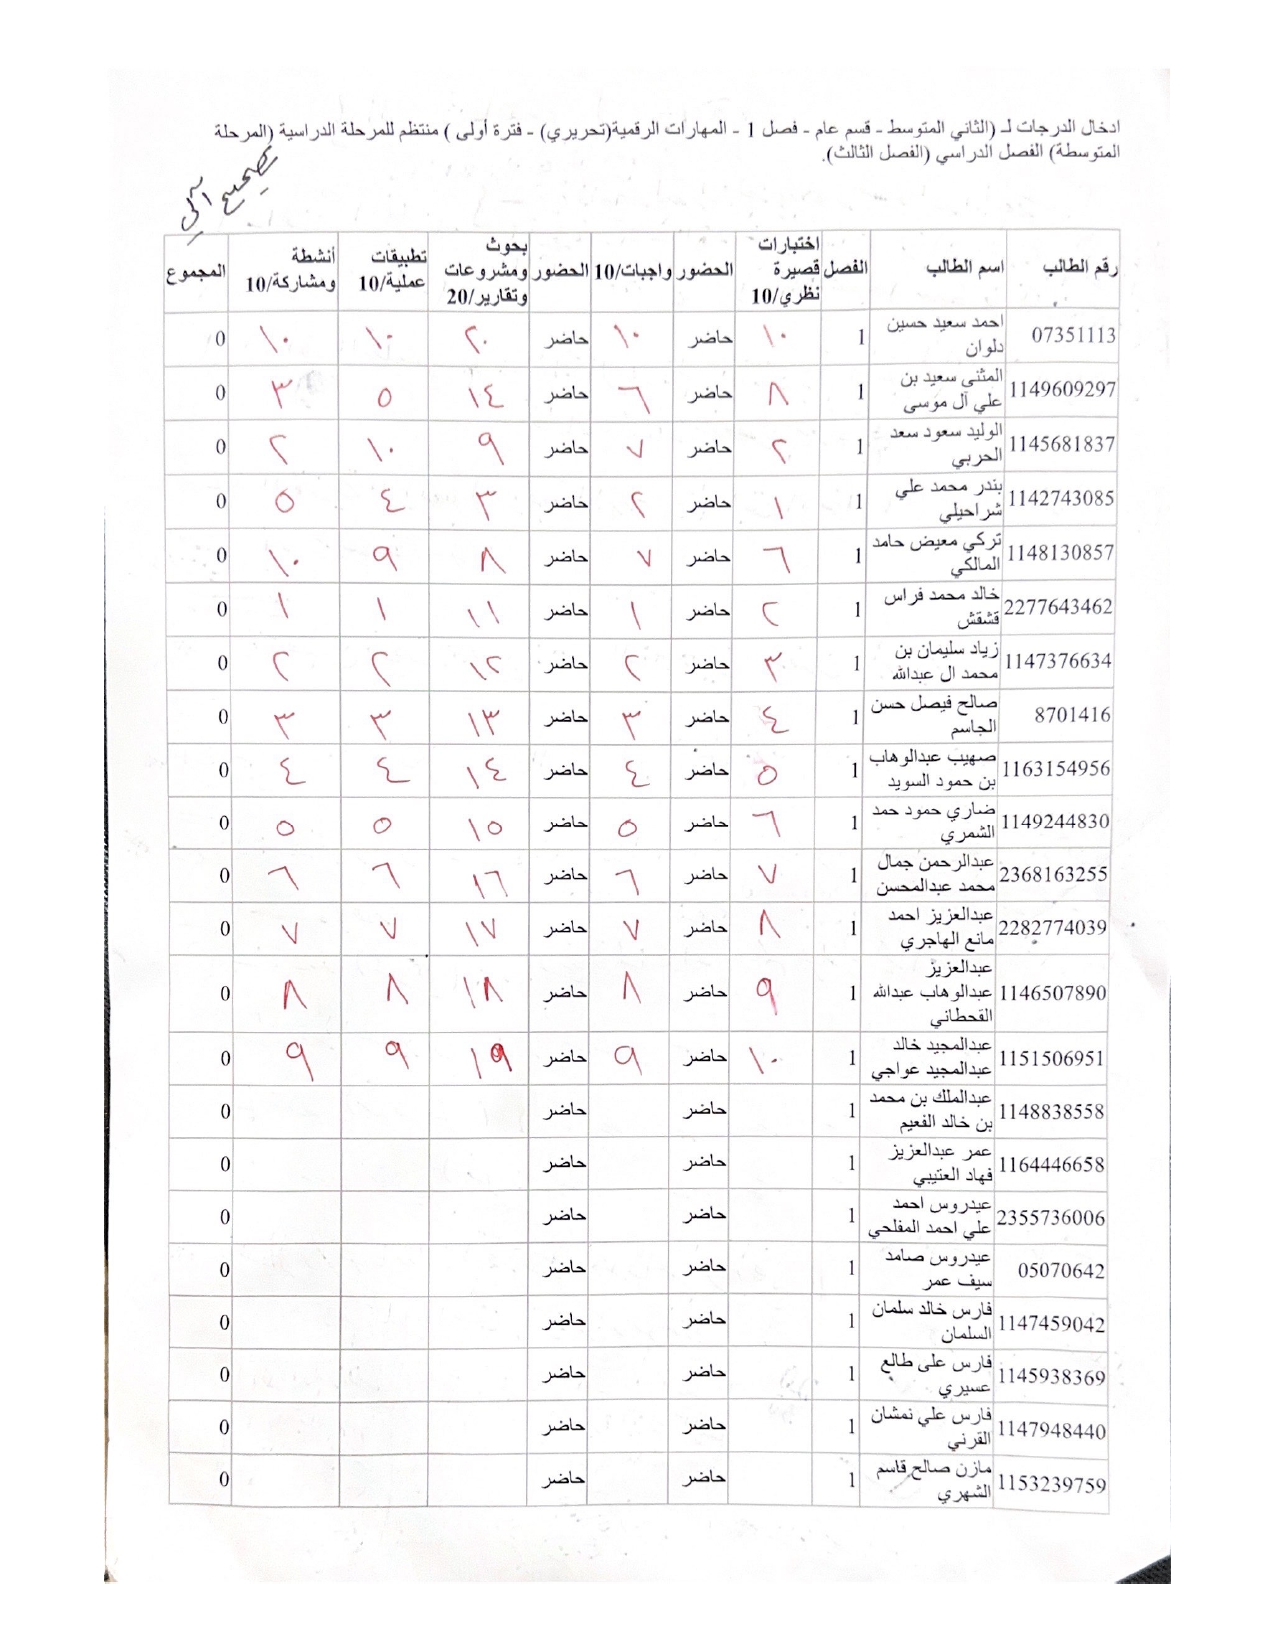 ادخال الدرجات لـ (الثاني المتوسط - قسم عام - فصل 1 - المهارات الرقمية(تحريري) - فترة أولى ) منتظم للمرحلة الدراسية (المرحلة
المتوسطة) الفصل الدراسي (الفصل الثالث).
تصحيح آلي
رقم الطالب اسم الطالب الفصل اختبارات قصيرة نظري/10 الحضور واجبات/10 الحضور بحوث ومشروعات وتقارير/20 تطبيقات عملية/10 أنشطة ومشاركة/10 المجموع
07351113 احمد سعيد حسين دلوان 1 ١٠ حاضر ١٠ حاضر ٢٠ ١٠ ١٠ 0
1149609297 المثنى سعيد بن علي آل موسى 1 ٨ حاضر ٦ حاضر ١٤ ٥ ٣ 0
1145681837 الوليد سعود سعد الحربي 1 ٢ حاضر ٧ حاضر ٩ ١٠ ٢ 0
1142743085 بندر محمد علي شراحيلي 1 ١ حاضر ٢ حاضر ٣ ٤ ٥ 0
1148130857 تركي معيض حامد المالكي 1 ٦ حاضر ٧ حاضر ٨ ٩ ١٠ 0
2277643462 خالد محمد فراس قشقش 1 ٢ حاضر ١ حاضر ١١ ١ ١ 0
1147376634 زياد سليمان بن محمد ال عبدالله 1 ٣ حاضر ٢ حاضر ١٢ ٢ ٢ 0
8701416 صالح فيصل حسن الجاسم 1 ٤ حاضر ٣ حاضر ١٣ ٣ ٣ 0
1163154956 صهيب عبدالوهاب بن حمود السويد 1 ٥ حاضر ٤ حاضر ١٤ ٤ ٤ 0
1149244830 ضاري حمود حمد الشمري 1 ٦ حاضر ٥ حاضر ١٥ ٥ ٥ 0
2368163255 عبدالرحمن جمال محمد عبدالمحسن 1 ٧ حاضر ٦ حاضر ١٦ ٦ ٦ 0
2282774039 عبدالعزيز احمد مانع الهاجري 1 ٨ حاضر ٧ حاضر ١٧ ٧ ٧ 0
1146507890 عبدالعزيز عبدالوهاب عبدالله القحطاني 1 ٩ حاضر ٨ حاضر ١٨ ٨ ٨ 0
1151506951 عبدالمجيد خالد عبدالمجيد عواجي 1 ١٠ حاضر ٩ حاضر ١٩ ٩ ٩ 0
1148838558 عبدالملك بن محمد بن خالد الفعيم 1 حاضر حاضر 0
1164446658 عمر عبدالعزيز فهاد العتيبي 1 حاضر حاضر 0
2355736006 عيدروس احمد علي احمد المفلحي 1 حاضر حاضر 0
05070642 عيدروس صامد سيف عمر 1 حاضر حاضر 0
1147459042 فارس خالد سلمان السلمان 1 حاضر حاضر 0
1145938369 فارس على طالع عسيري 1 حاضر حاضر 0
1147948440 فارس علي نمشان القرني 1 حاضر حاضر 0
1153239759 مازن صالح قاسم الشهري 1 حاضر حاضر 0